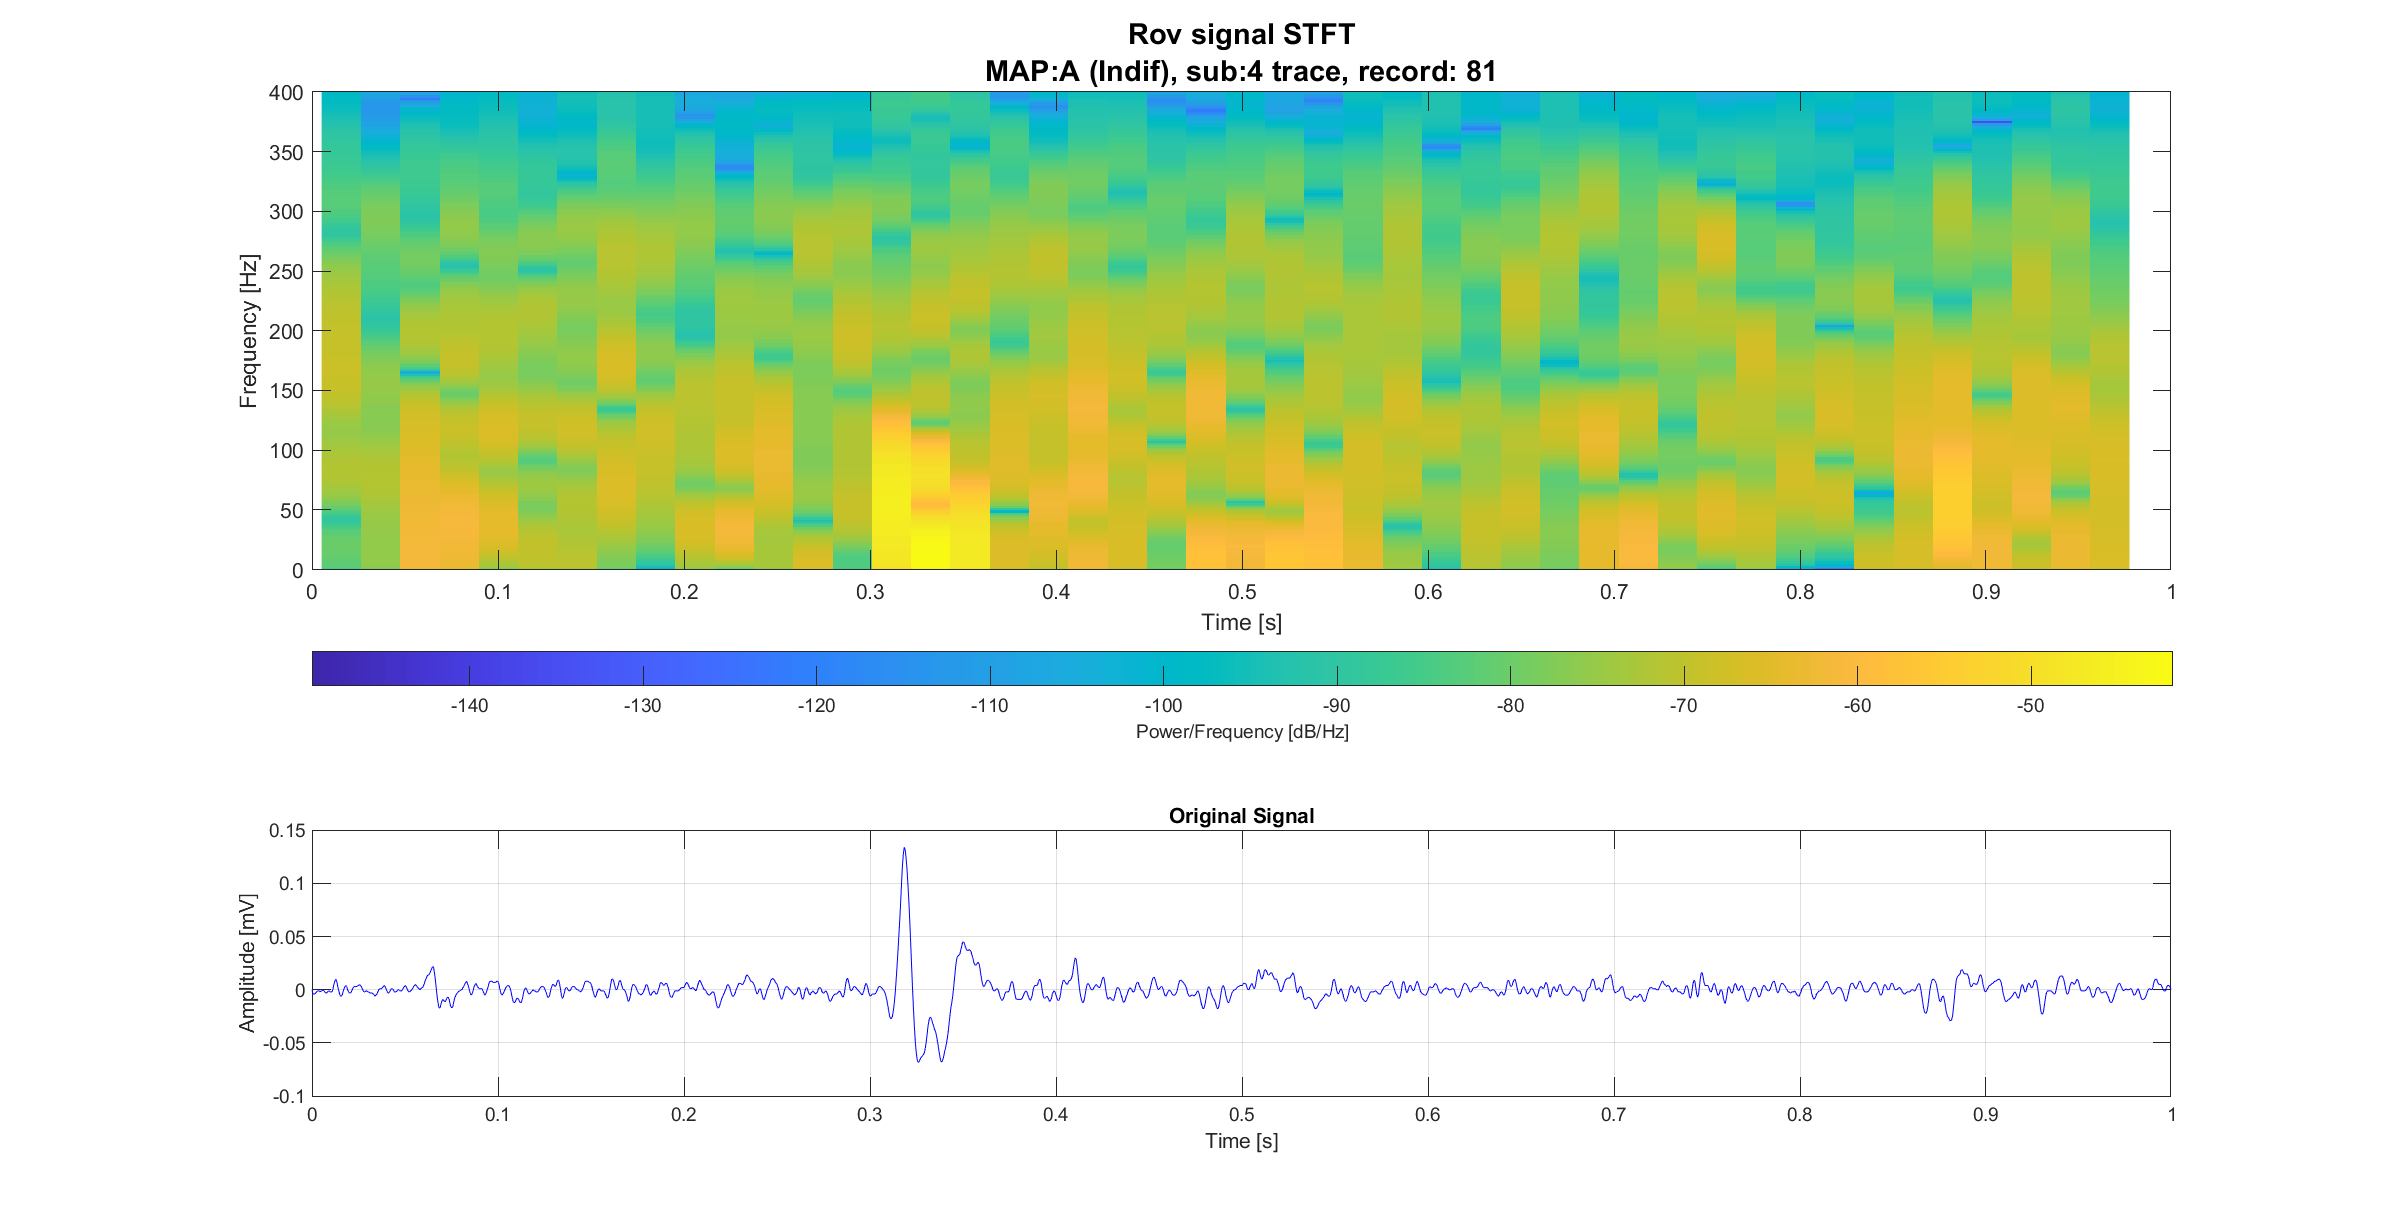 Rov signal STFT
MAP:A (Indif), sub:4 trace, record: 81
400
350
300
250
200
150
100
50
0
Frequency [Hz]
0 0.1 0.2 0.3 0.4 0.5 0.6 0.7 0.8 0.9 1
Time [s]
-140 -130 -120 -110 -100 -90 -80 -70 -60 -50
Power/Frequency [dB/Hz]
Original Signal
0.15
0.1
0.05
0
-0.05
-0.1
Amplitude [mV]
0 0.1 0.2 0.3 0.4 0.5 0.6 0.7 0.8 0.9 1
Time [s]